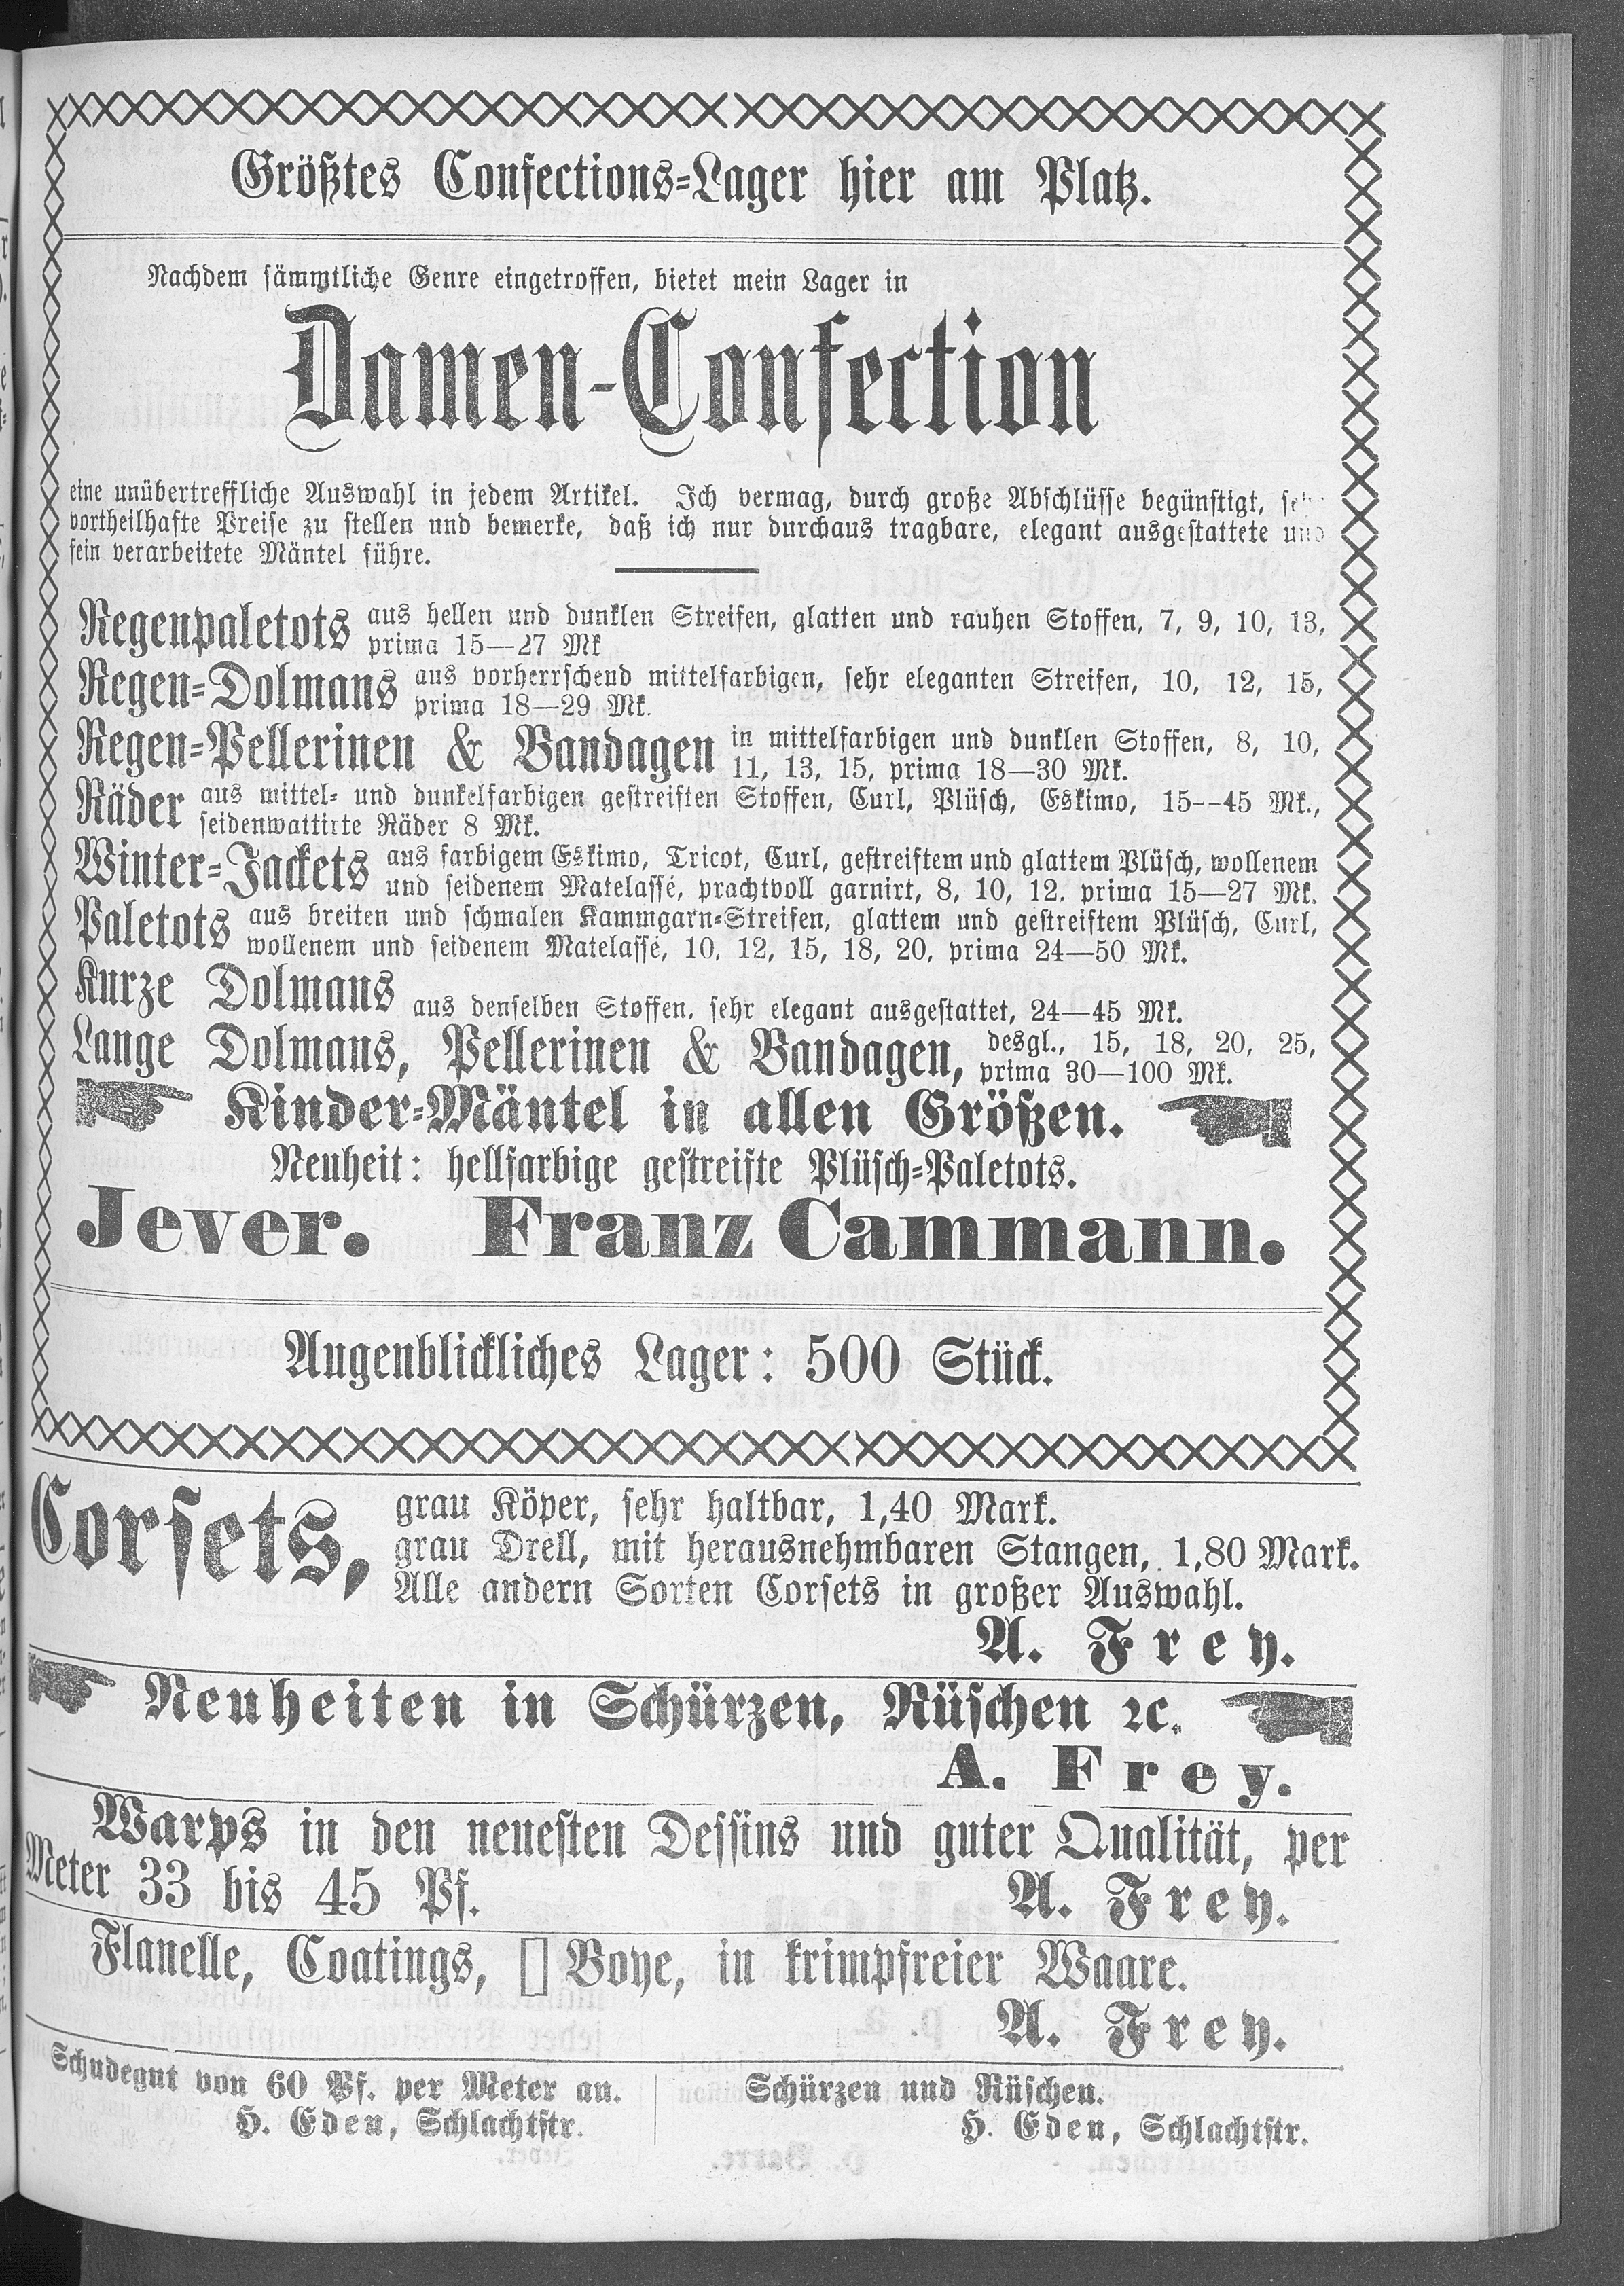 Größtes Confections-Lager hier am Platz.
Nachdem sämmtliche Genre eingetroffen, bietet mein Lager in
Damen-Confection
eine unübertreffliche Auswahl in jedem Artikel. Ich vermag, durch große Abschlüsse begünstigt,
vortheilhafte Preise zu stellen und bemerke, daß ich nur durchaus tragbare, elegant ausgestattete und
fein verarbeitete Mäntel führe.
Regenpaletots aus hellen und dunklen Streifen, glatten und rauhen Stoffen, 7, 9, 10, 13,
prima 15—27 Mk
Regen-Dolmans aus vorherrschend mittelfarbigen, sehr eleganten Streifen, 10, 12, 15,
prima 18—29 Mk.
Regen-Pellerinen & Bandagen in mittelfarbigen und dunklen Stoffen, 8, 10,
11, 13, 15, prima 18—30 Mk.
Räder aus mittel- und dunkelfarbigen gestreiften Stoffen, Curl, Plüsch, Eskimo, 15--45 Mk.,
seidenwattirte Räder 8 Mk.
Winter-Jackets aus farbigem Eskimo, Tricot, Curl, gestreiftem und glattem Plüsch, wollenem
und seidenem Matelassé, prachtvoll garnirt, 8, 10, 12, prima 15—27 Mk.
Paletots aus breiten und schmalen Kammgarn-Streifen, glattem und gestreiftem Plüsch, Curl,
wollenem und seidenem Matelassé, 10, 12, 15, 18, 20, prima 24—50 Mk.
Kurze Dolmans aus denselben Stoffen, sehr elegant ausgestattet, 24—45 Mk.
Lange Dolmans, Pellerinen & Bandagen, desgl., 15, 18, 20, 25,
prima 30—100 Mk.
Kinder-Mäntel in allen Größen.
Neuheit: hellfarbige gestreifte Plüsch-Paletots.
Jever. Franz Cammann.
Augenblickliches Lager: 500 Stück.
Corsets, grau Köper, sehr haltbar, 1,40 Mark.
grau Drell, mit herausnehmbaren Stangen, 1,80 Mark.
Alle andern Sorten Corsets in großer Auswahl.
A. Frey.
Neuheiten in Schürzen, Rüschen ꝛc.
A. Frey.
Warps in den neuesten Dessins und guter Qualität, per
Meter 33 bis 45 Pf. A. Frey.
Flanelle, Coatings, ▯ Boye, in krimpfreier Waare.
A. Frey.
Schudegut von 60 Pf. per Meter an.
H. Eden, Schlachtstr.
Schürzen und Rüschen.
H. Eden, Schlachtstr.